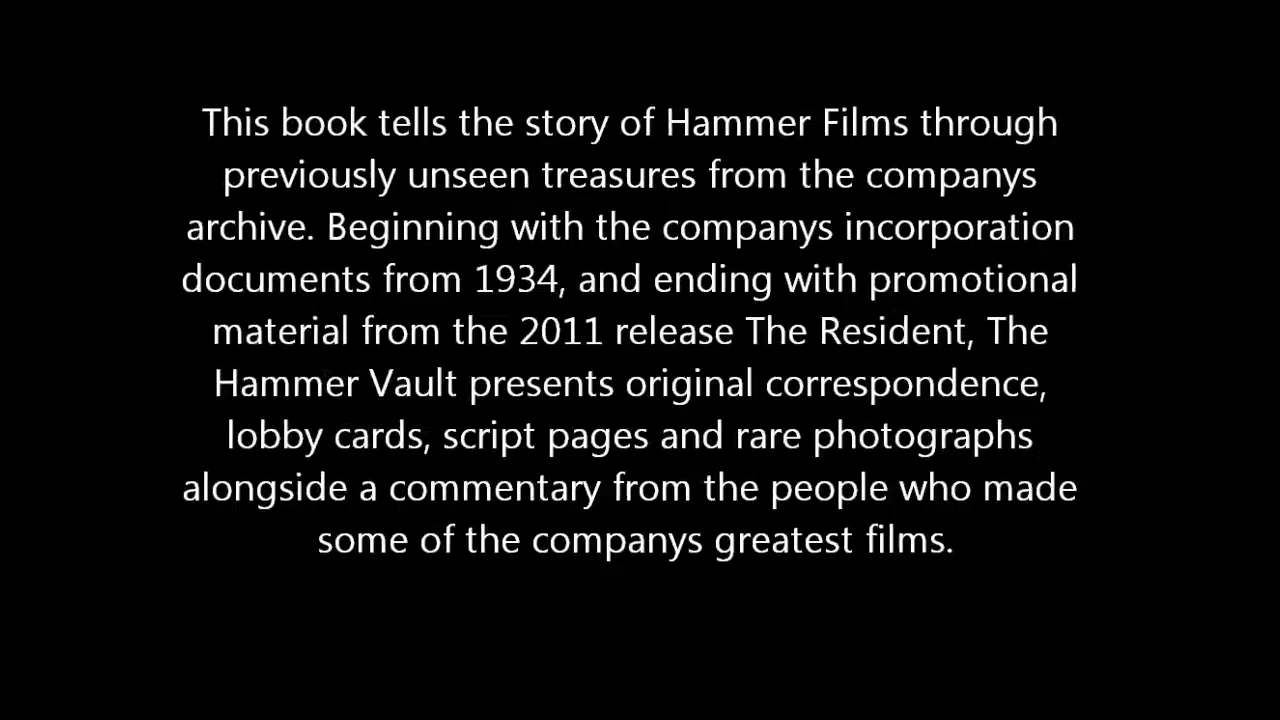 This book tells the story of Hammer Films through
previously unseen treasures from the companys
archive. Beginning with the companys incorporation
documents from 1934, and ending with promotional
material from the 2011 release The Resident, The
Hammer Vault presents original correspondence,
lobby cards, script pages and rare photographs
alongside a commentary from the people who made
some of the companys greatest films.